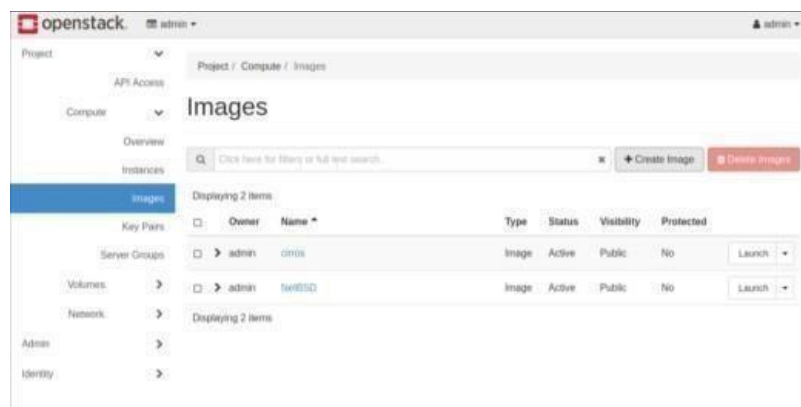 openstack. admin
admin
Project
API Access
Compute
Overview
Instances
Images
Key Pairs
Server Groups
Volumes
Network
Admin
Identity
Project / Compute / Images
Images
Click here for filters or full text search.
+ Create Image
Delete Images
Displaying 2 items
Owner Name Type Status Visibility Protected
admin cirros Image Active Public No Launch
admin NetBSD Image Active Public No Launch
Displaying 2 items